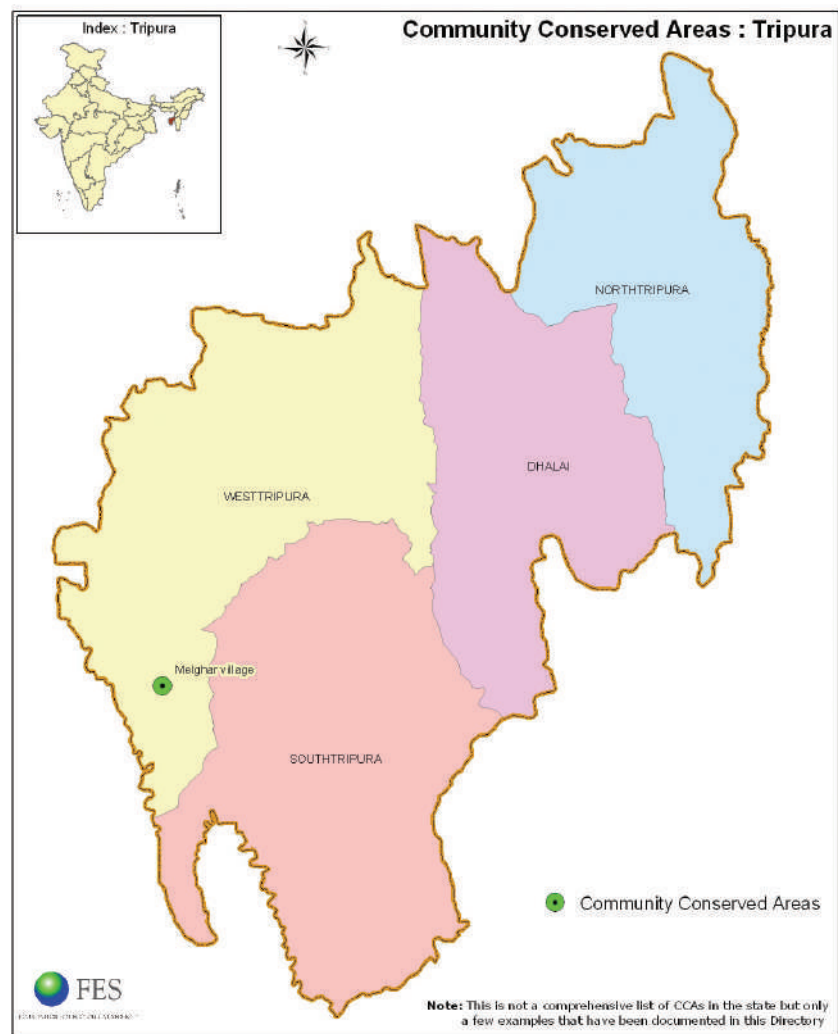 Index : Tripura
Community Conserved Areas : Tripura
NORTHTRIPURA
DHALAI
WESTTRIPURA
Melghar village
SOUTHTRIPURA
Community Conserved Areas
FES
Note: This is not a comprehensive list of CCAs in the state but only
a few examples that have been documented in this Directory